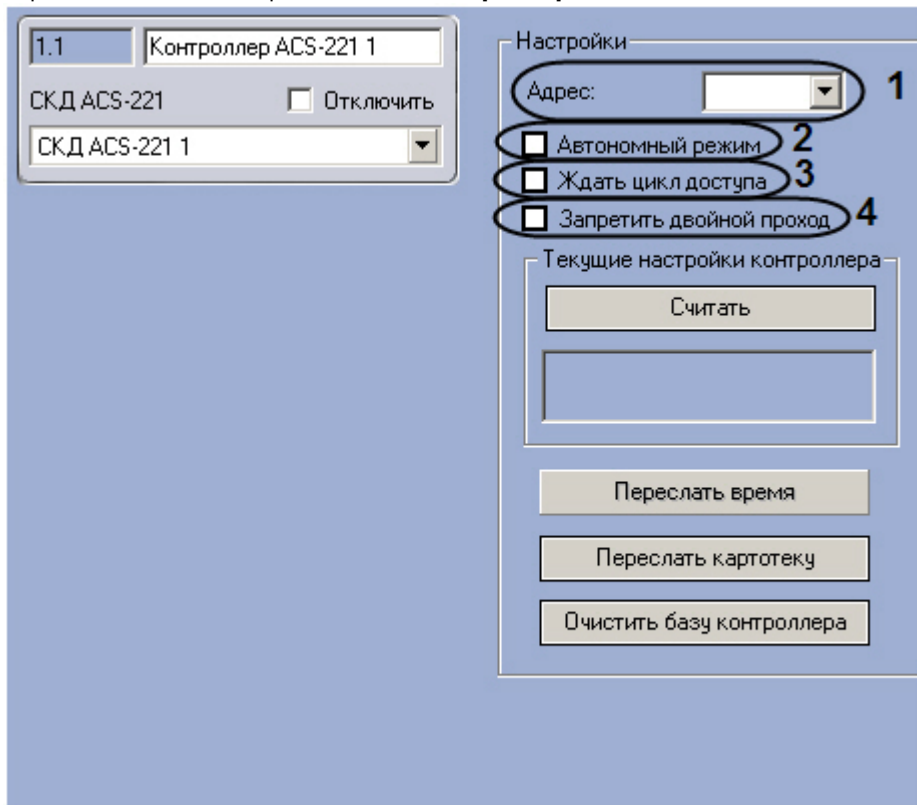 1.1
Контроллер ACS-221 1
СКД ACS-221
Отключить
СКД ACS-221 1
Настройки
Адрес:
1
Автономный режим 2
Ждать цикл доступа 3
Запретить двойной проход 4
Текущие настройки контроллера
Считать
Переслать время
Переслать картотеку
Очистить базу контроллера